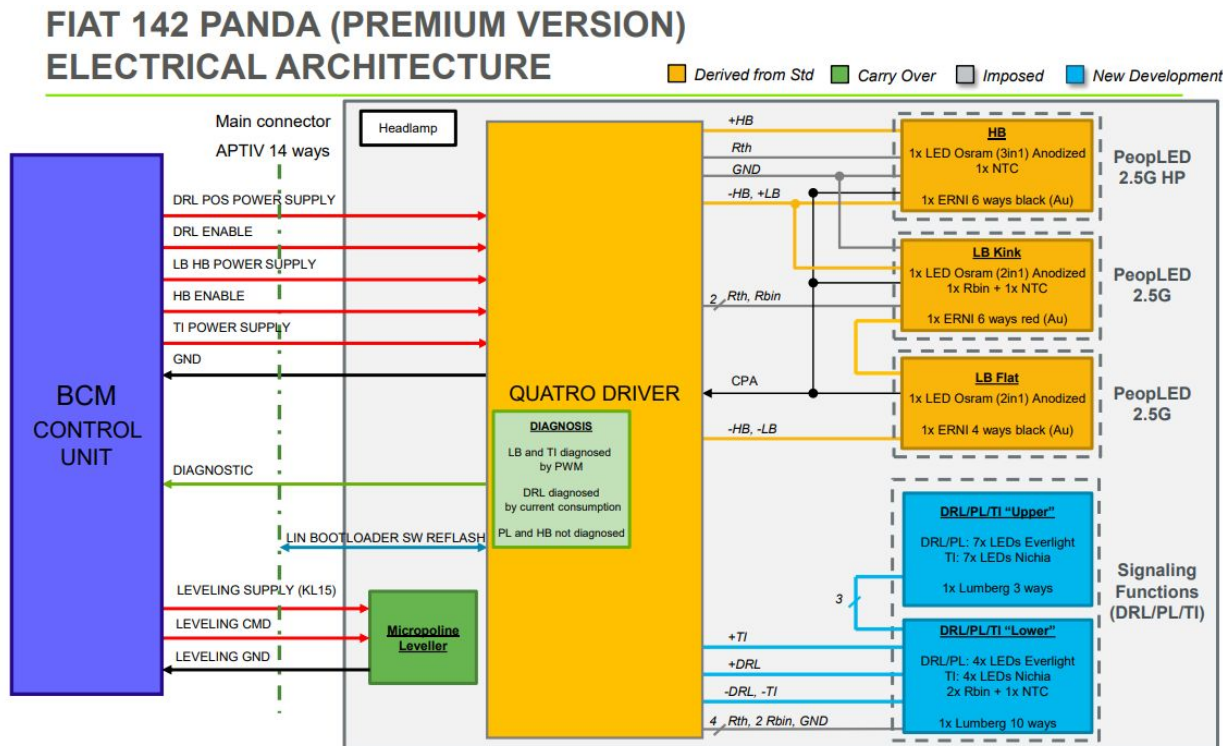 FIAT 142 PANDA (PREMIUM VERSION)
ELECTRICAL ARCHITECTURE
Derived from Std
Carry Over
Imposed
New Development
Main connector
APTIV 14 ways
Headlamp
BCM
CONTROL
UNIT
DRL POS POWER SUPPLY
DRL ENABLE
LB HB POWER SUPPLY
HB ENABLE
TI POWER SUPPLY
GND
DIAGNOSTIC
LIN BOOTLOADER SW REFLASH
LEVELING SUPPLY (KL15)
LEVELING CMD
LEVELING GND
Micropoline
Leveller
QUATRO DRIVER
DIAGNOSIS
LB and TI diagnosed
by PWM
DRL diagnosed
by current consumption
PL and HB not diagnosed
+HB
Rth
GND
-HB, +LB
2 Rth, Rbin
CPA
-HB, -LB
3
+TI
+DRL
-DRL, -TI
4 Rth, 2 Rbin, GND
HB
1x LED Osram (3in1) Anodized
1x NTC
1x ERNI 6 ways black (Au)
PeopLED
2.5G HP
LB Kink
1x LED Osram (2in1) Anodized
1x Rbin + 1x NTC
1x ERNI 6 ways red (Au)
PeopLED
2.5G
LB Flat
1x LED Osram (2in1) Anodized
1x ERNI 4 ways black (Au)
PeopLED
2.5G
DRL/PL/TI “Upper”
DRL/PL: 7x LEDs Everlight
TI: 7x LEDs Nichia
1x Lumberg 3 ways
DRL/PL/TI “Lower”
DRL/PL: 4x LEDs Everlight
TI: 4x LEDs Nichia
2x Rbin + 1x NTC
1x Lumberg 10 ways
Signaling
Functions
(DRL/PL/TI)